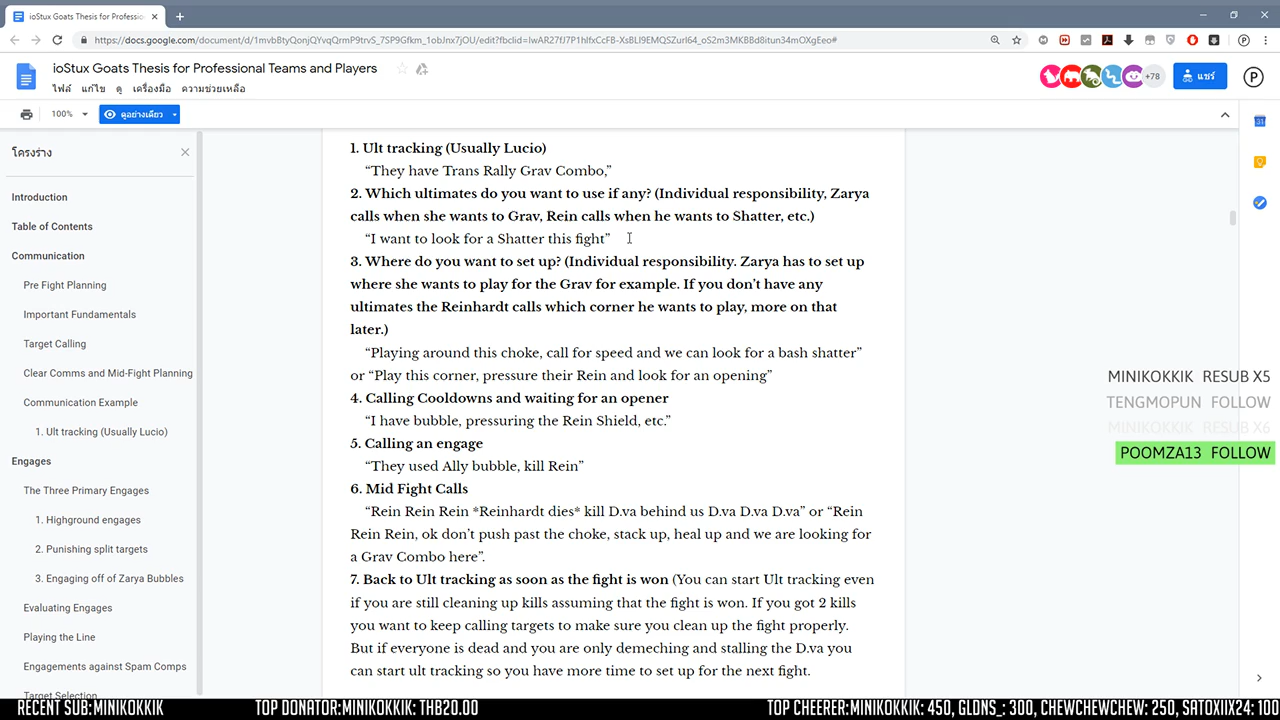 ioStux Goats Thesis for Professio
https://docs.google.com/document/d/1mvbBtyQonjQYvqQrmP9trvS_7SP9Gfkm_1obJnx7jOU/edit?fbclid=IwAR27fJ7P1hlfxCcFB-XsBLl9EMQSZurl64_oS2m3MKBBd8itun34mOXgEeo#
ioStux Goats Thesis for Professional Teams and Players
ไฟล์ แก้ไข ดู เครื่องมือ ความช่วยเหลือ
+78
แชร์
P
100%
ดูอย่างเดียว
โครงร่าง
Introduction
Table of Contents
Communication
Pre Fight Planning
Important Fundamentals
Target Calling
Clear Comms and Mid-Fight Planning
Communication Example
1. Ult tracking (Usually Lucio)
Engages
The Three Primary Engages
1. Highground engages
2. Punishing split targets
3. Engaging off of Zarya Bubbles
Evaluating Engages
Playing the Line
Engagements against Spam Comps
Target Selection
1. Ult tracking (Usually Lucio)
“They have Trans Rally Grav Combo,”
2. Which ultimates do you want to use if any? (Individual responsibility, Zarya
calls when she wants to Grav, Rein calls when he wants to Shatter, etc.)
“I want to look for a Shatter this fight”
3. Where do you want to set up? (Individual responsibility. Zarya has to set up
where she wants to play for the Grav for example. If you don’t have any
ultimates the Reinhardt calls which corner he wants to play, more on that
later.)
“Playing around this choke, call for speed and we can look for a bash shatter”
or “Play this corner, pressure their Rein and look for an opening”
4. Calling Cooldowns and waiting for an opener
“I have bubble, pressuring the Rein Shield, etc.”
5. Calling an engage
“They used Ally bubble, kill Rein”
6. Mid Fight Calls
“Rein Rein Rein *Reinhardt dies* kill D.va behind us D.va D.va D.va” or “Rein
Rein Rein, ok don’t push past the choke, stack up, heal up and we are looking for
a Grav Combo here”.
7. Back to Ult tracking as soon as the fight is won (You can start Ult tracking even
if you are still cleaning up kills assuming that the fight is won. If you got 2 kills
you want to keep calling targets to make sure you clean up the fight properly.
But if everyone is dead and you are only demeching and stalling the D.va you
can start ult tracking so you have more time to set up for the next fight.
MINIKOKKIK RESUB X5
TENGMOPUN FOLLOW
MINIKOKKIK RESUB X6
POOMZA13 FOLLOW
RECENT SUB:MINIKOKKIK
TOP DONATOR:MINIKOKKIK: THB20.00
TOP CHEERER:MINIKOKKIK: 450, GLDNS_: 300, CHEWCHEWCHEW: 250, SATOXIIX24: 100